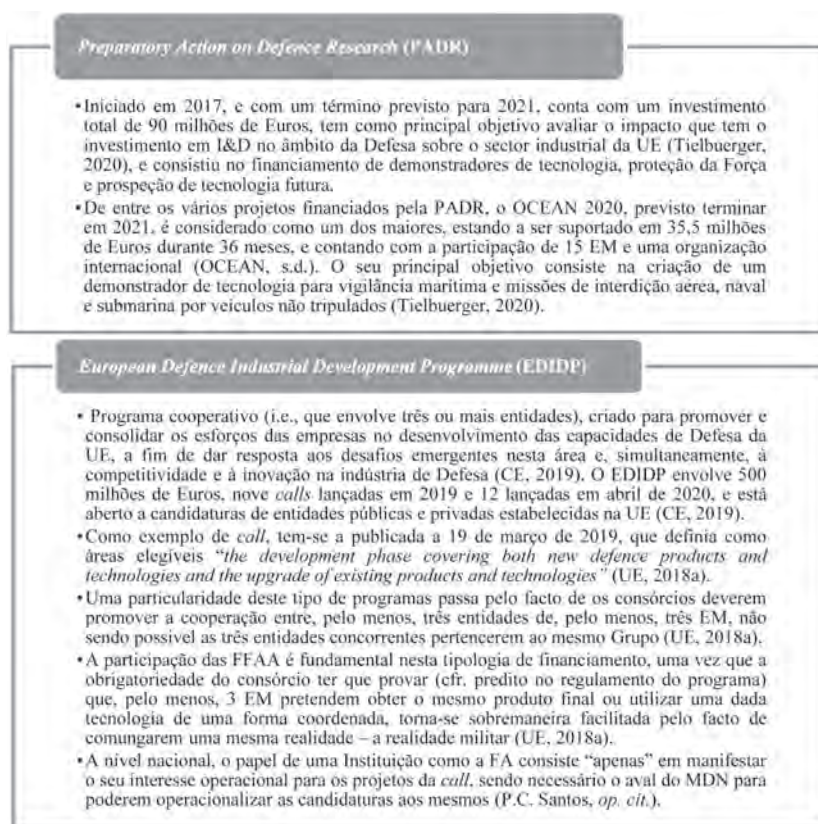 Preparatory Action on Defence Research (PADR)
•Iniciado em 2017, e com um término previsto para 2021, conta com um investimento
total de 90 milhões de Euros, tem como principal objetivo avaliar o impacto que tem o
investimento em I&D no âmbito da Defesa sobre o sector industrial da UE (Tielbuerger,
2020), e consistiu no financiamento de demonstradores de tecnologia, proteção da Força
e prospeção de tecnologia futura.
•De entre os vários projetos financiados pela PADR, o OCEAN 2020, previsto terminar
em 2021, é considerado como um dos maiores, estando a ser suportado em 35,5 milhões
de Euros durante 36 meses, e contando com a participação de 15 EM e uma organização
internacional (OCEAN, s.d.). O seu principal objetivo consiste na criação de um
demonstrador de tecnologia para vigilância marítima e missões de interdição aérea, naval
e submarina por veículos não tripulados (Tielbuerger, 2020).
European Defence Industrial Development Programme (EDIDP)
• Programa cooperativo (i.e., que envolve três ou mais entidades), criado para promover e
consolidar os esforços das empresas no desenvolvimento das capacidades de Defesa da
UE, a fim de dar resposta aos desafios emergentes nesta área e, simultaneamente, à
competitividade e à inovação na indústria de Defesa (CE, 2019). O EDIDP envolve 500
milhões de Euros, nove calls lançadas em 2019 e 12 lançadas em abril de 2020, e está
aberto a candidaturas de entidades públicas e privadas estabelecidas na UE (CE, 2019).
•Como exemplo de call, tem-se a publicada a 19 de março de 2019, que definia como
áreas elegíveis “the development phase covering both new defence products and
technologies and the upgrade of existing products and technologies” (UE, 2018a).
•Uma particularidade deste tipo de programas passa pelo facto de os consórcios deverem
promover a cooperação entre, pelo menos, três entidades de, pelo menos, três EM, não
sendo possível as três entidades concorrentes pertencerem ao mesmo Grupo (UE, 2018a).
•A participação das FFAA é fundamental nesta tipologia de financiamento, uma vez que a
obrigatoriedade do consórcio ter que provar (cfr. predito no regulamento do programa)
que, pelo menos, 3 EM pretendem obter o mesmo produto final ou utilizar uma dada
tecnologia de uma forma coordenada, torna-se sobremaneira facilitada pelo facto de
comungarem uma mesma realidade – a realidade militar (UE, 2018a).
•A nível nacional, o papel de uma Instituição como a FA consiste “apenas” em manifestar
o seu interesse operacional para os projetos da call, sendo necessário o aval do MDN para
poderem operacionalizar as candidaturas aos mesmos (P.C. Santos, op. cit.).